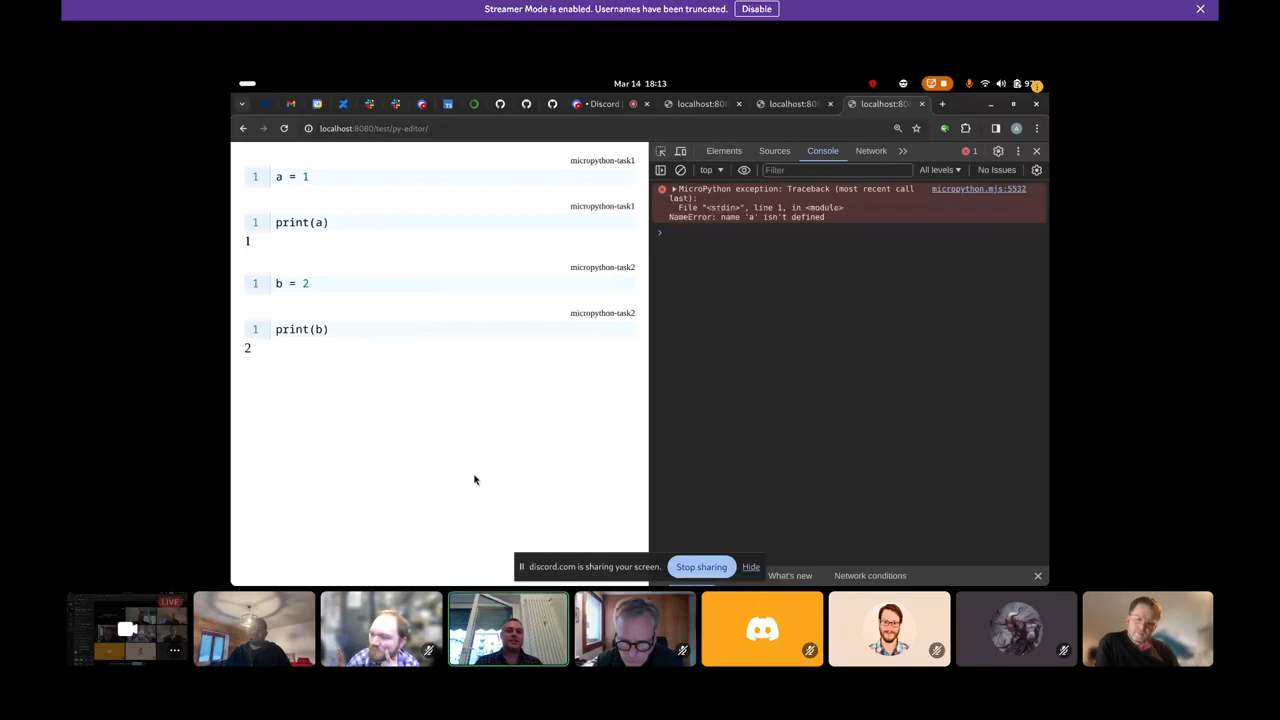 Streamer Mode is enabled. Usernames have been truncated. Disable
Mar 14 18:13
Discord
localhost:808
localhost:808
localhost:808
localhost:8080/test/py-editor/
micropython-task1
1 a = 1
micropython-task1
1 print(a)
1
micropython-task2
1 b = 2
micropython-task2
1 print(b)
2
Elements Sources Console Network 1
top Filter All levels No Issues
MicroPython exception: Traceback (most recent call micropython.mjs:5532
last):
File "<stdin>", line 1, in <module>
NameError: name 'a' isn't defined
discord.com is sharing your screen. Stop sharing Hide
What's new Network conditions
LIVE